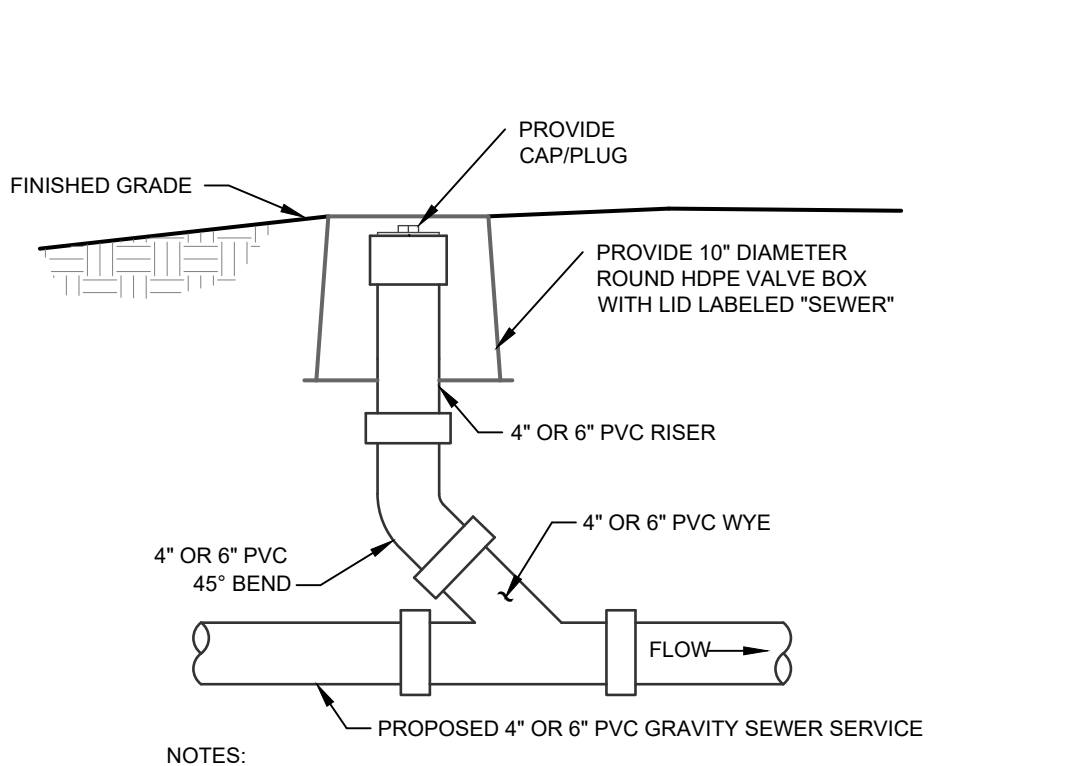 PROVIDE
CAP/PLUG
FINISHED GRADE
PROVIDE 10" DIAMETER
ROUND HDPE VALVE BOX
WITH LID LABELED "SEWER"
4" OR 6" PVC RISER
4" OR 6" PVC WYE
4" OR 6" PVC
45° BEND
FLOW
PROPOSED 4" OR 6" PVC GRAVITY SEWER SERVICE
NOTES: